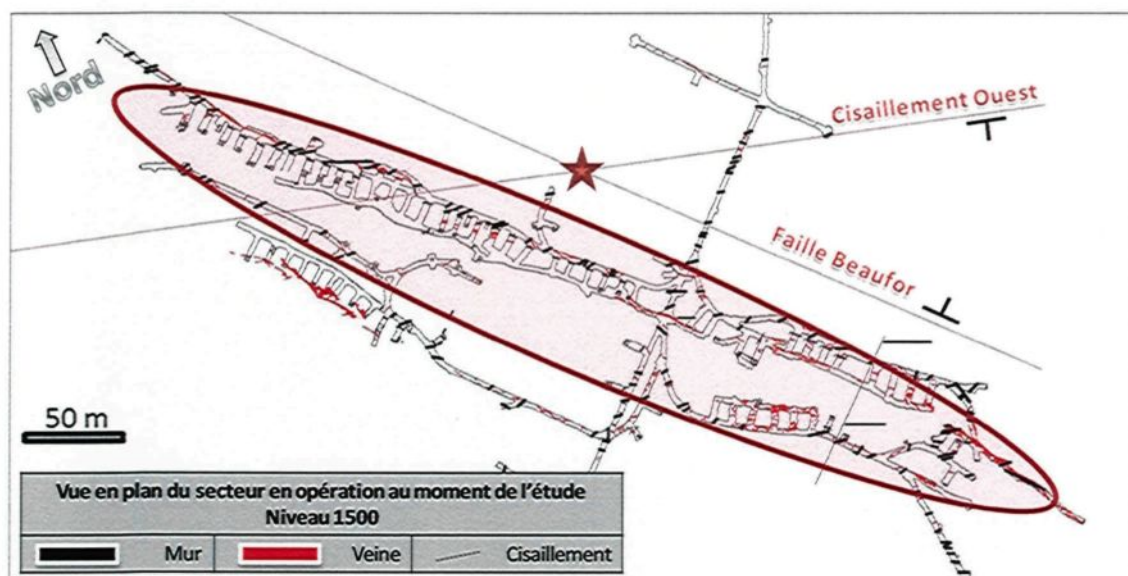 Nord
Cisaillement Ouest
Faille Beaufor
50 m
Vue en plan du secteur en opération au moment de l'étude
Niveau 1500
Mur
Veine
Cisaillement